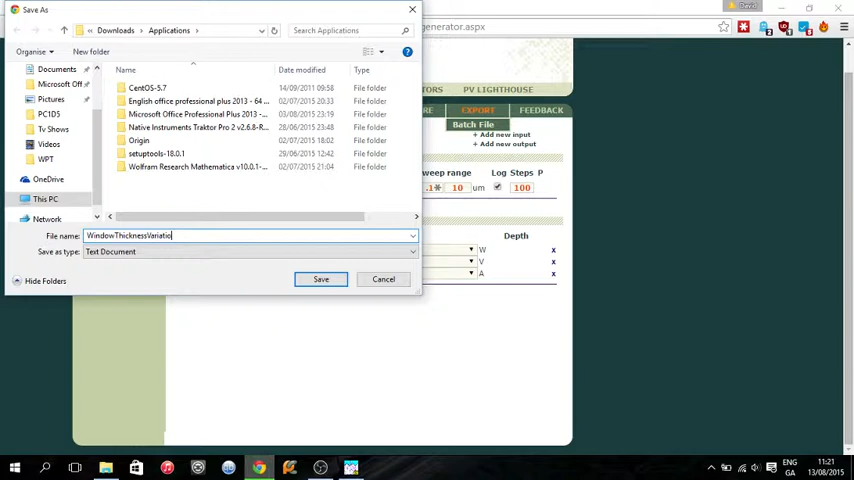 Save As
David
Downloads
Applications
Search Applications
generator.aspx
Organise
New folder
Name
Date modified
Type
Documents
Microsoft Off
Pictures
PC1D5
Tv Shows
Videos
WPT
OneDrive
This PC
Network
CentOS-5.7 14/09/2011 09:58 File folder
English office professional plus 2013 - 64 ... 02/07/2015 20:33 File folder
Microsoft Office Professional Plus 2013 -... 03/08/2015 23:19 File folder
Native Instruments Traktor Pro 2 v2.6.8-R... 28/06/2015 23:48 File folder
Origin 02/07/2015 18:02 File folder
setuptools-18.0.1 29/06/2015 12:42 File folder
Wolfram Research Mathematica v10.0.1-... 02/07/2015 21:04 File folder
File name: WindowThicknessVariatio
Save as type: Text Document
Hide Folders
Save
Cancel
TORS PV LIGHTHOUSE
RE EXPORT FEEDBACK
Batch File
+ Add new input
+ Add new output
weep range Log Steps P
.1 10 um 100
Depth
W x
V x
A x
ENG
GA
11:21
13/08/2015